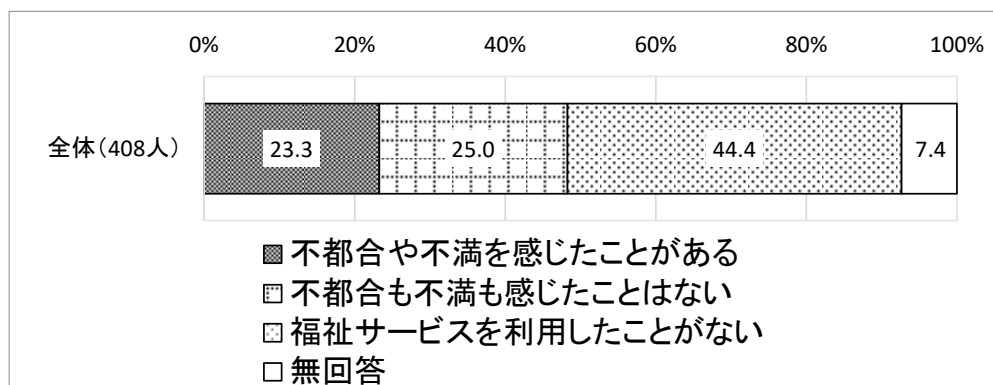 0% 20% 40% 60% 80% 100%
全体(408人) 23.3 25.0 44.4 7.4
不都合や不満を感じたことがある
不都合も不満も感じたことはない
福祉サービスを利用したことがない
無回答